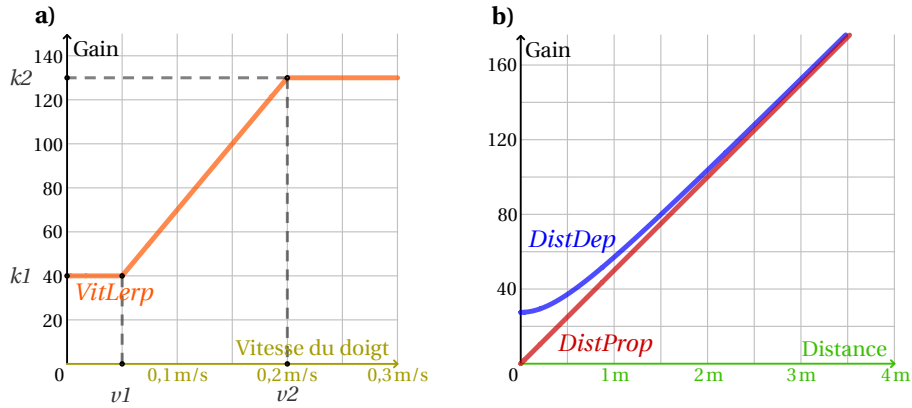 a)
Gain
140
k2
120
100
80
60
k1
40
VitLerp
20
Vitesse du doigt
0
0,1 m/s
0,2 m/s
0,3 m/s
v1
v2
b)
Gain
160
120
80
DistDep
40
DistProp
Distance
0
1 m
2 m
3 m
4 m